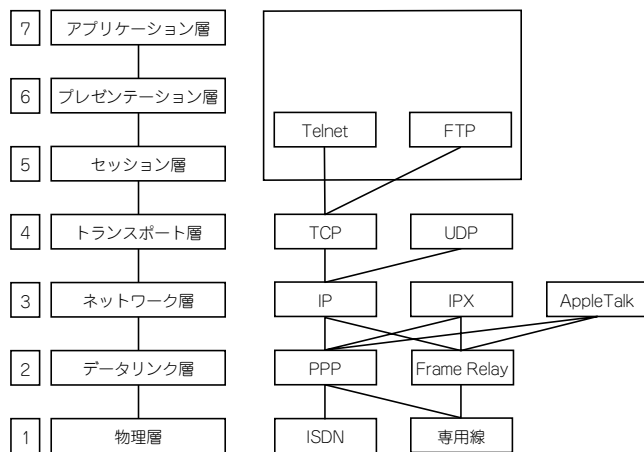 7 アプリケーション層
6 プレゼンテーション層
Telnet FTP
5 セッション層
4 トランスポート層 TCP UDP
3 ネットワーク層 IP IPX AppleTalk
2 データリンク層 PPP Frame Relay
1 物理層 ISDN 専用線